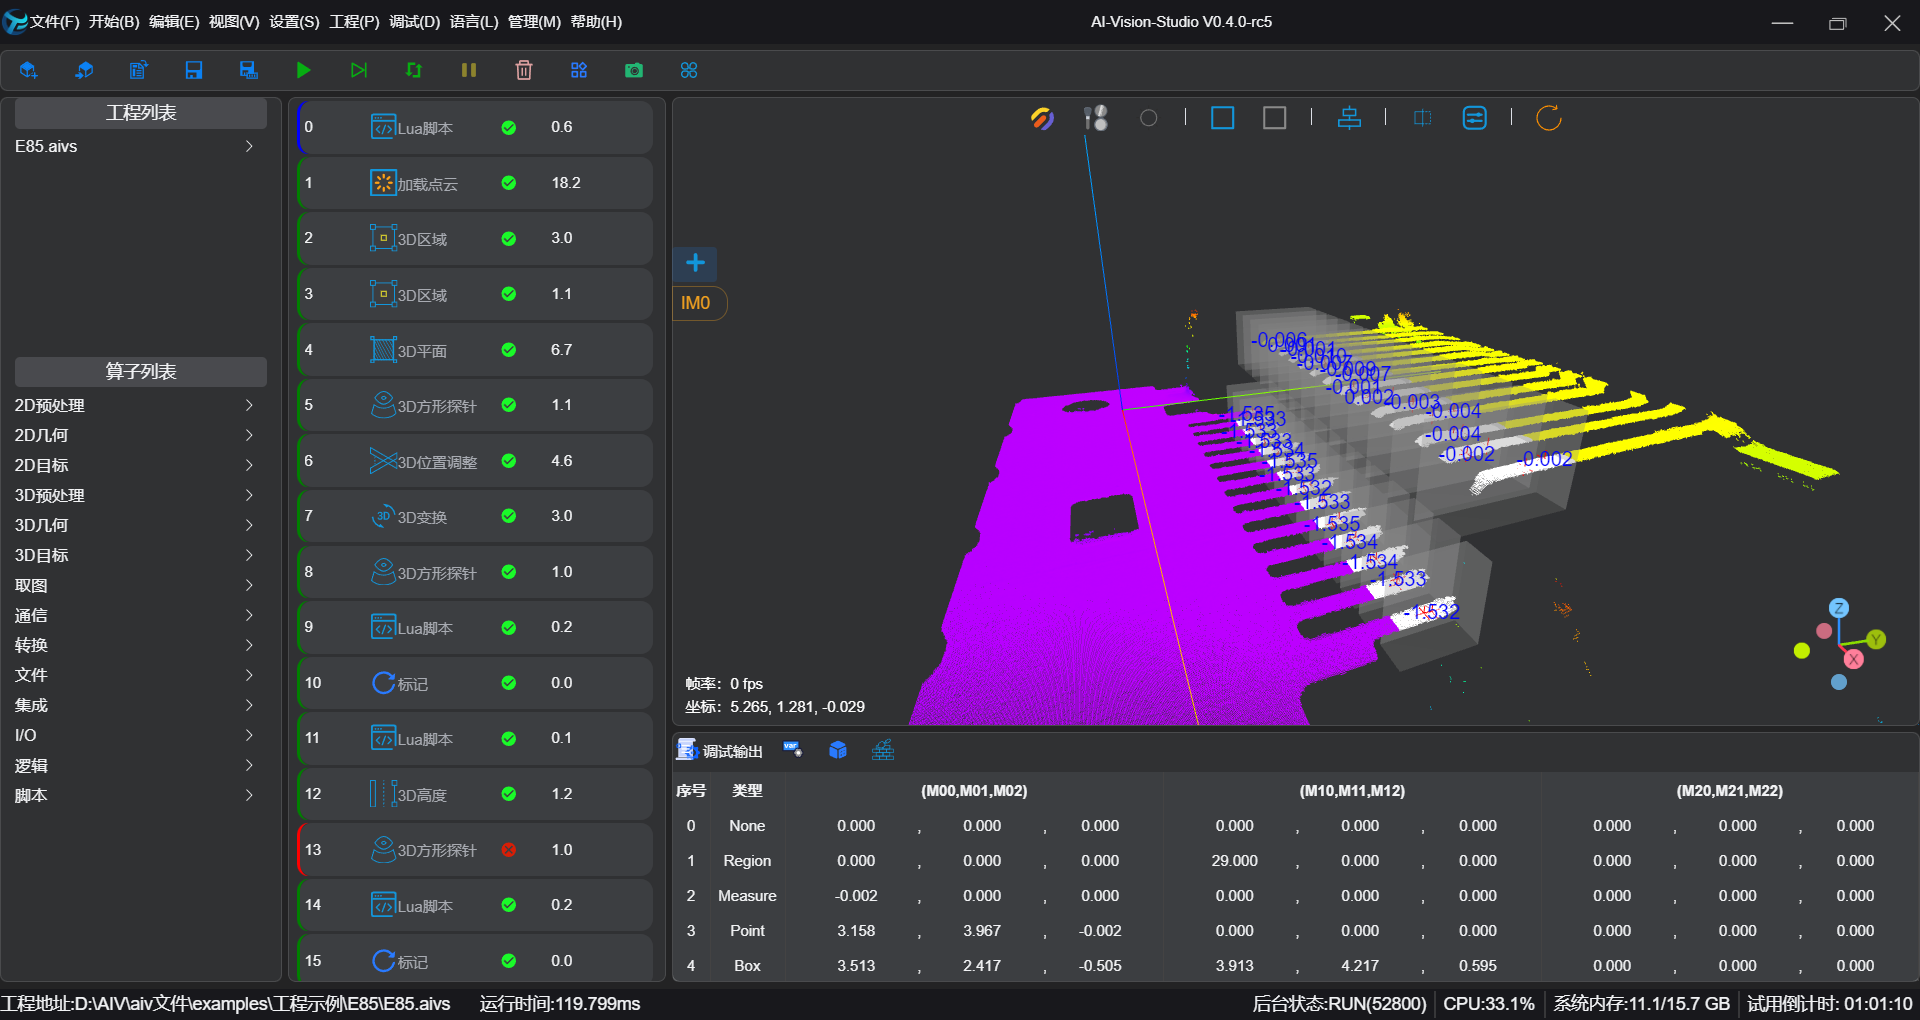 文件(F) 开始(B) 编辑(E) 视图(V) 设置(S) 工程(P) 调试(D) 语言(L) 管理(M) 帮助(H)
AI-Vision-Studio V0.4.0-rc5
工程列表
E85.aivs
算子列表
2D预处理
2D几何
2D目标
3D预处理
3D几何
3D目标
取图
通信
转换
文件
集成
I/O
逻辑
脚本
0 Lua脚本 0.6
1 加载点云 18.2
2 3D区域 3.0
3 3D区域 1.1
4 3D平面 6.7
5 3D方形探针 1.1
6 3D位置调整 4.6
7 3D 3D变换 3.0
8 3D方形探针 1.0
9 Lua脚本 0.2
10 标记 0.0
11 Lua脚本 0.1
12 3D高度 1.2
13 3D方形探针 1.0
14 Lua脚本 0.2
15 标记 0.0
IM0
-0.006
-0.007
-0.001
0.002
-0.003
-0.004
-0.004
-0.002
-0.002
-1.535
-1.533
-1.534
-1.535
-1.533
-1.532
-1.533
-1.535
-1.534
-1.534
-1.533
-1.532
Z
Y
X
帧率： 0 fps
坐标： 5.265, 1.281, -0.029
调试输出
序号 类型 (M00,M01,M02) (M10,M11,M12) (M20,M21,M22)
0 None 0.000 , 0.000 , 0.000 0.000 , 0.000 , 0.000 0.000 , 0.000 , 0.000
1 Region 0.000 , 0.000 , 0.000 29.000 , 0.000 , 0.000 0.000 , 0.000 , 0.000
2 Measure -0.002 , 0.000 , 0.000 0.000 , 0.000 , 0.000 0.000 , 0.000 , 0.000
3 Point 3.158 , 3.967 , -0.002 0.000 , 0.000 , 0.000 0.000 , 0.000 , 0.000
4 Box 3.513 , 2.417 , -0.505 3.913 , 4.217 , 0.595 0.000 , 0.000 , 0.000
工程地址:D:\AIV\aiv文件\examples\工程示例\E85\E85.aivs 运行时间:119.799ms
后台状态:RUN(52800) CPU:33.1% 系统内存:11.1/15.7 GB 试用倒计时: 01:01:10